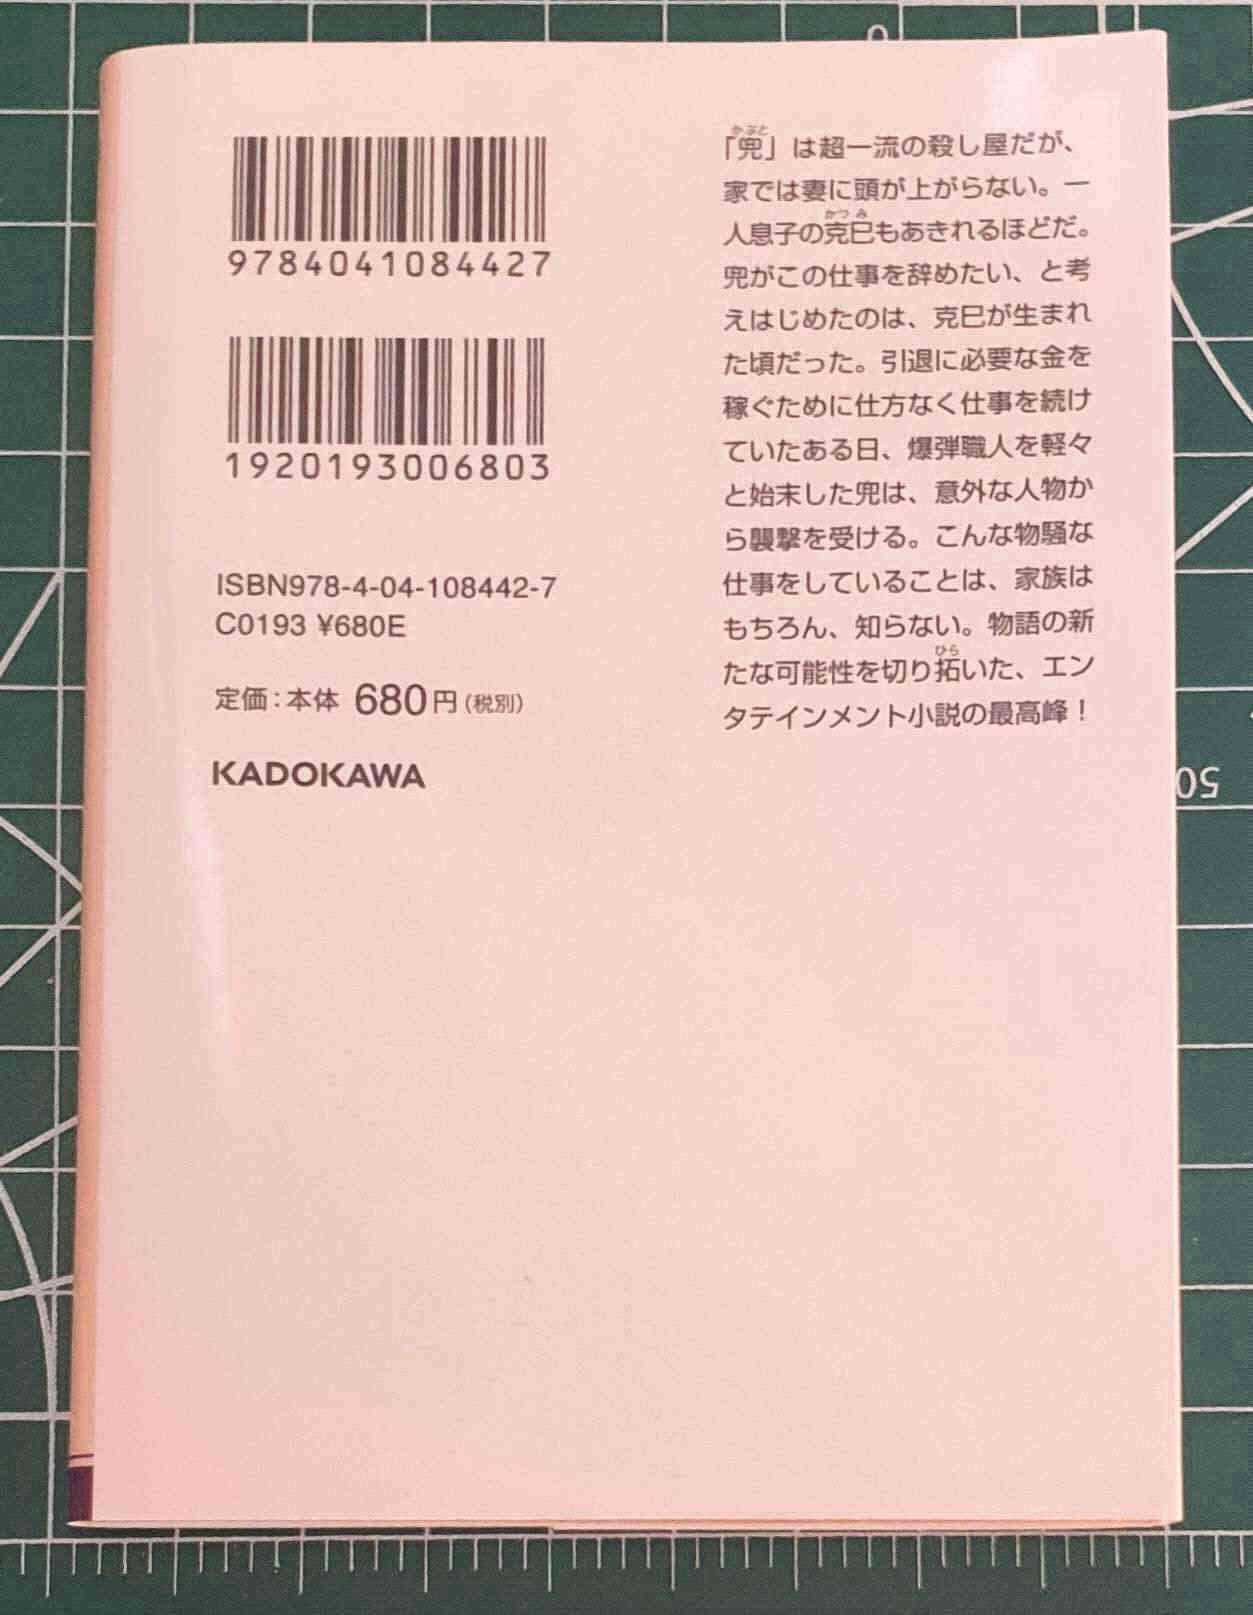 9784041084427
1920193006803
ISBN978-4-04-108442-7
C0193 ¥680E
定価:本体 680円(税別)
KADOKAWA
かぶと
「兜」は超一流の殺し屋だが、
家では妻に頭が上がらない。一
かつみ
人息子の克巳もあきれるほどだ。
兜がこの仕事を辞めたい、と考
えはじめたのは、克巳が生まれ
た頃だった。引退に必要な金を
稼ぐために仕方なく仕事を続け
ていたある日、爆弾職人を軽々
と始末した兜は、意外な人物か
ら襲撃を受ける。こんな物騒な
仕事をしていることは、家族は
もちろん、知らない。物語の新
ひら
たな可能性を切り拓いた、エン
タテインメント小説の最高峰!
0
50